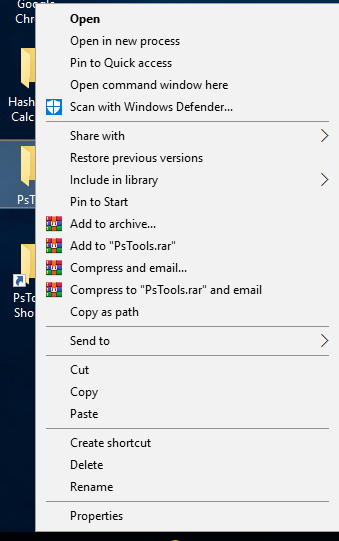 Google
Chr
Open
Open in new process
Pin to Quick access
Open command window here
Hash
Calc
Scan with Windows Defender...
Share with
Restore previous versions
Include in library
PsT
Pin to Start
Add to archive...
Add to "PsTools.rar"
Compress and email...
Compress to "PsTools.rar" and email
PsTo
Sho
Copy as path
Send to
Cut
Copy
Paste
Create shortcut
Delete
Rename
Properties